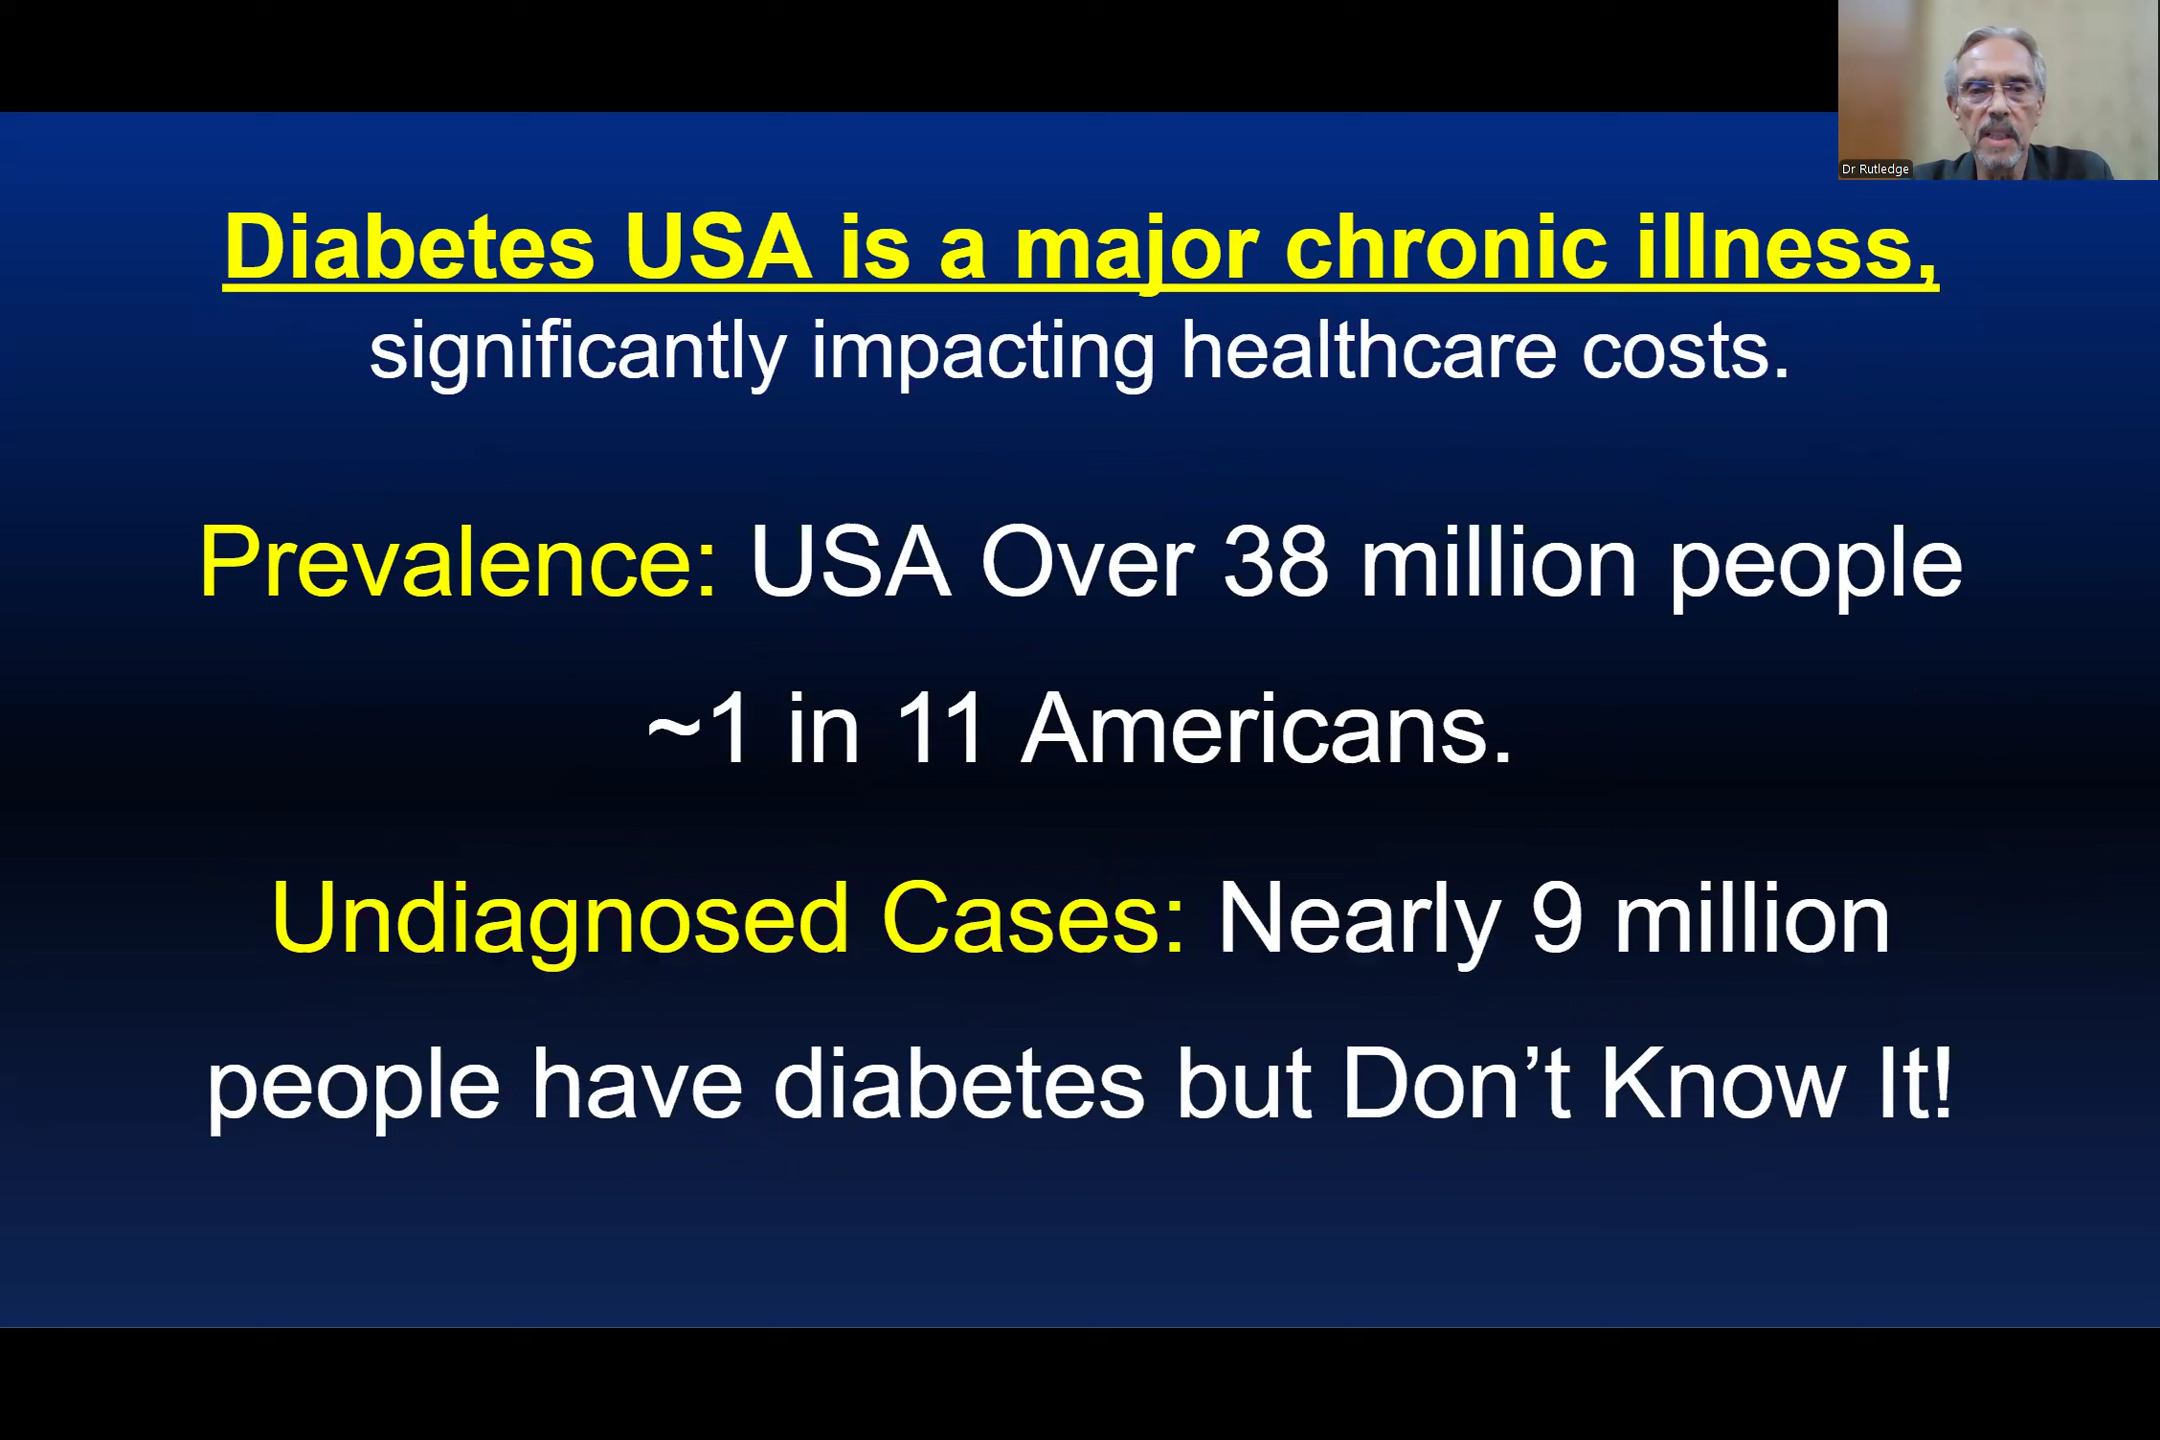 Dr Rutledge
Diabetes USA is a major chronic illness,
significantly impacting healthcare costs.
Prevalence: USA Over 38 million people
~1 in 11 Americans.
Undiagnosed Cases: Nearly 9 million
people have diabetes but Don’t Know It!